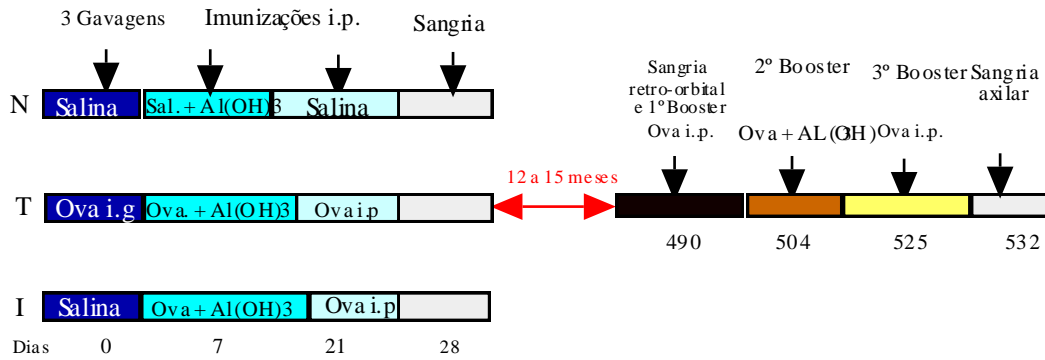 3 Gavagens
Imunizações i.p.
Sangria
N
Salina
Sal. + Al(OH)3
Salina
Sangria
retro-orbital
e 1º Booster
Ova i..p.
2º Booster
Ova + AL(OH)3
3º Booster
Ova i..p.
Sangria
axilar
T
Ova i.g
Ova. + Al(OH)3
Ova i.p
12 a 15 meses
490
504
525
532
I
Salina
Ova + Al(OH)3
Ova i.p
Dias
0
7
21
28